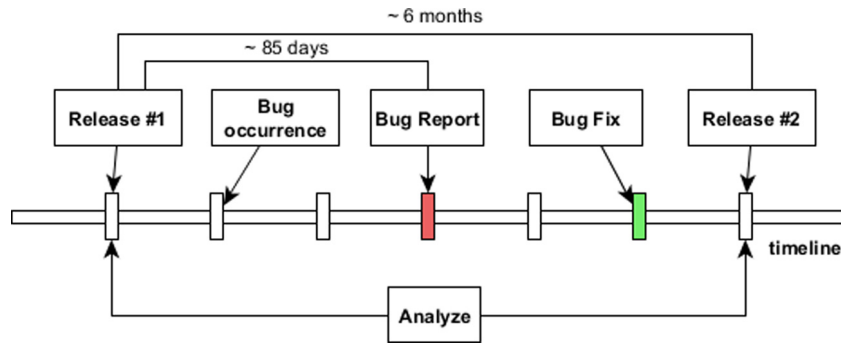 ~ 6 months
~ 85 days
Release #1
Bug
occurrence
Bug Report
Bug Fix
Release #2
timeline
Analyze